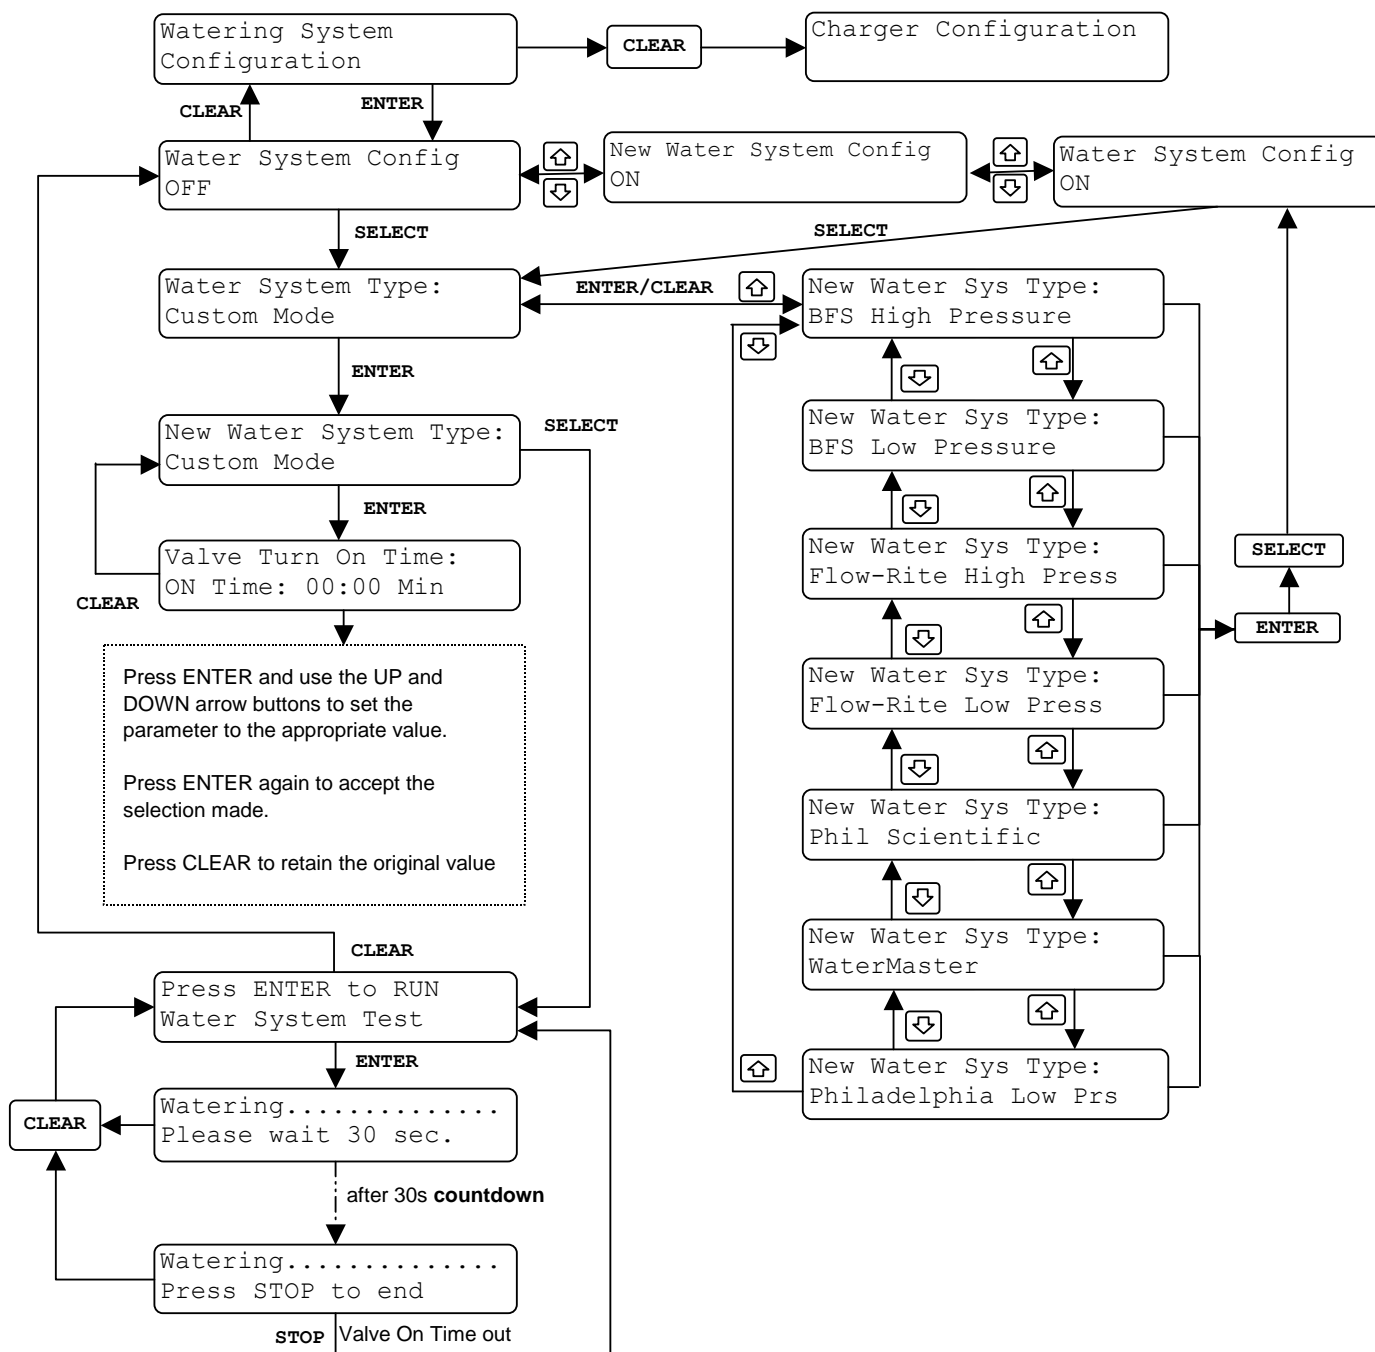 Watering System
Configuration
CLEAR
Charger Configuration
CLEAR
ENTER
Water System Config
OFF
New Water System Config
ON
Water System Config
ON
SELECT
SELECT
Water System Type:
Custom Mode
ENTER/CLEAR
New Water Sys Type:
BFS High Pressure
ENTER
New Water System Type:
Custom Mode
SELECT
New Water Sys Type:
BFS Low Pressure
ENTER
Valve Turn On Time:
ON Time: 00:00 Min
CLEAR
New Water Sys Type:
Flow-Rite High Press
SELECT
ENTER
Press ENTER and use the UP and
DOWN arrow buttons to set the
parameter to the appropriate value.
Press ENTER again to accept the
selection made.
Press CLEAR to retain the original value
New Water Sys Type:
Flow-Rite Low Press
New Water Sys Type:
Phil Scientific
New Water Sys Type:
WaterMaster
New Water Sys Type:
Philadelphia Low Prs
CLEAR
Press ENTER to RUN
Water System Test
ENTER
CLEAR
Watering..............
Please wait 30 sec.
after 30s countdown
Watering..............
Press STOP to end
STOP
Valve On Time out